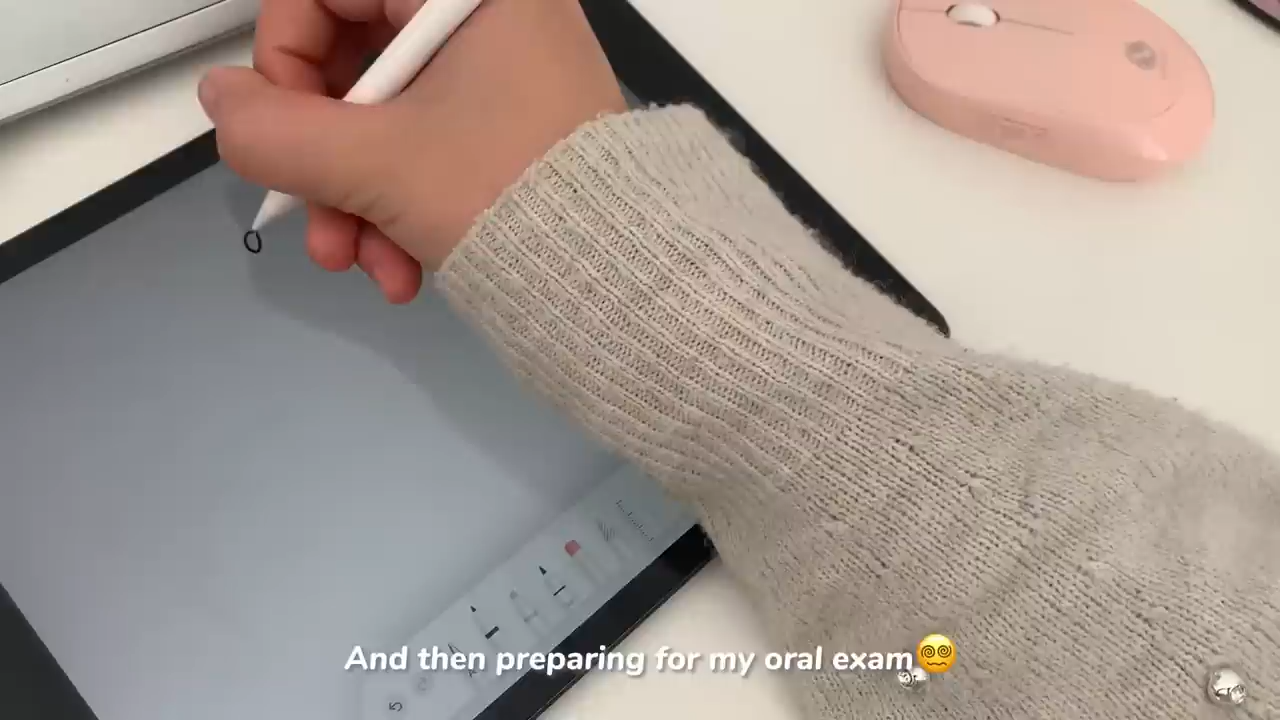 And then preparing for my oral exam😵‍💫